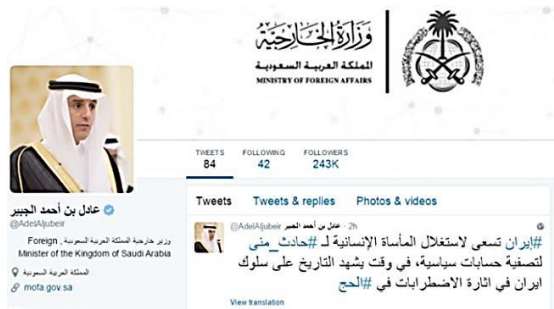 وزارة الخارجية
المملكة العربية السعودية
MINISTRY OF FOREIGN AFFAIRS
TWEETS FOLLOWING FOLLOWERS
84 42 243K
عادل بن أحمد الجبير
@AdelAljubeir
وزير خارجية المملكة العربية السعودية , Foreign
Minister of the Kingdom of Saudi Arabia
المملكة العربية السعودية
mofa.gov.sa
Tweets Tweets & replies Photos & videos
عادل بن أحمد الجبير @AdelAljubeir · 2h
#إيران تسعى لاستغلال المأساة الإنسانية لـ #حادث_منى
لتصفية حسابات سياسية، في وقت يشهد التاريخ على سلوك
ايران في اثارة الاضطرابات في #الحج
View translation